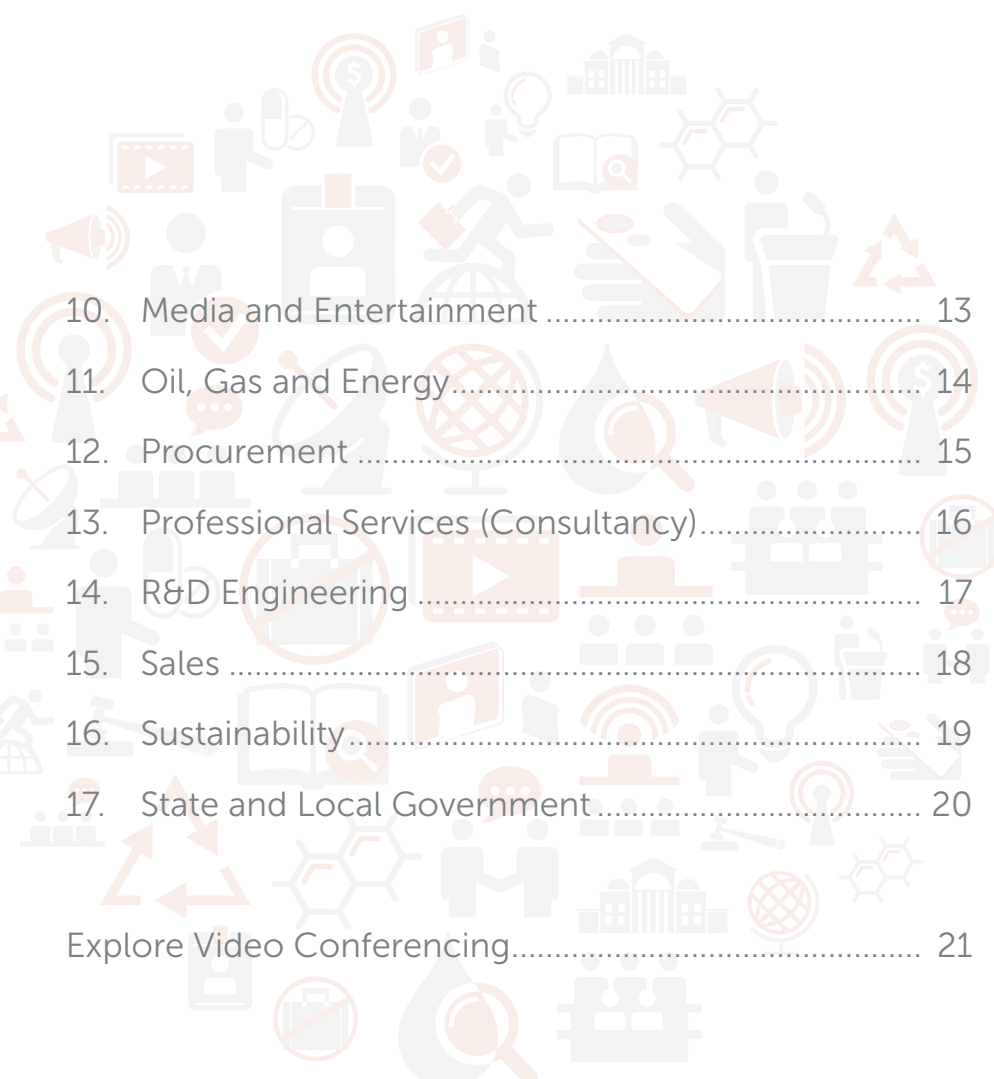 10. Media and Entertainment ............................................ 13
11. Oil, Gas and Energy....................................................... 14
12. Procurement .................................................................. 15
13. Professional Services (Consultancy).......................... 16
14. R&D Engineering ........................................................... 17
15. Sales ................................................................................. 18
16. Sustainability................................................................... 19
17. State and Local Government...................................... 20
Explore Video Conferencing................................................ 21